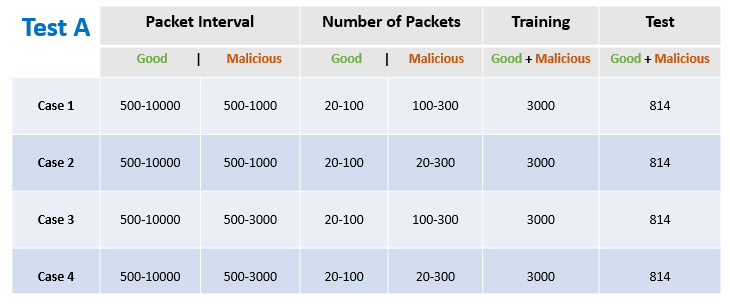 Test A Packet Interval Number of Packets Training Test
Good | Malicious Good | Malicious Good + Malicious Good + Malicious
Case 1 500-10000 500-1000 20-100 100-300 3000 814
Case 2 500-10000 500-1000 20-100 20-300 3000 814
Case 3 500-10000 500-3000 20-100 100-300 3000 814
Case 4 500-10000 500-3000 20-100 20-300 3000 814